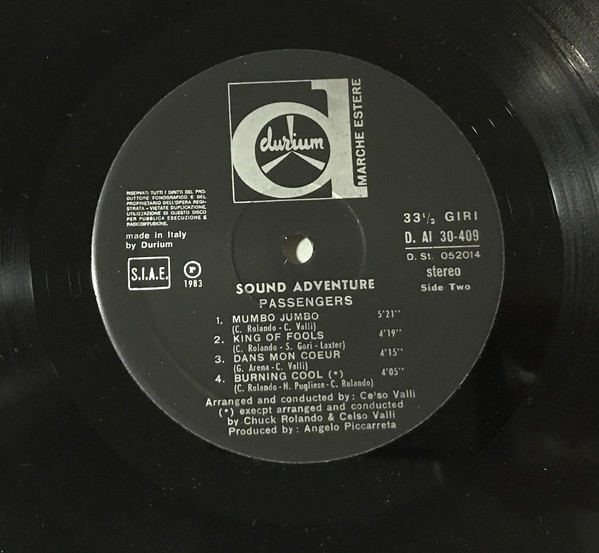 durium
MARCHE ESTERE
RISERVATI TUTTI I DIRITTI DEL PRO-
DUTTORE FONOGRAFICO E DEL
PROPRIETARIO DELL'OPERA REGI-
STRATA - VIETATE DUPLICAZIONE,
UTILIZZAZIONE DI QUESTO DISCO
PER PUBBLICA ESECUZIONE E
RADIODIFFUSIONE.
made in Italy
by Durium
S.I.A.E.
P
1983
33 1/3 GIRI
D. AI 30-409
D. St. 052014
stereo
Side Two
SOUND ADVENTURE
PASSENGERS
1. MUMBO JUMBO 5'21''
(C. Rolando - C. Valli)
2. KING OF FOOLS 4'19''
(C. Rolando - S. Gori - Laxter)
3. DANS MON COEUR 4'15''
(G. Arena - C. Valli)
4. BURNING COOL (*) 4'05''
(C. Rolando - N. Pugliese - C. Rolando)
Arranged and conducted by: Celso Valli
(*) execpt arranged and conducted
by Chuck Rolando & Celso Valli
Produced by: Angelo Piccarreta